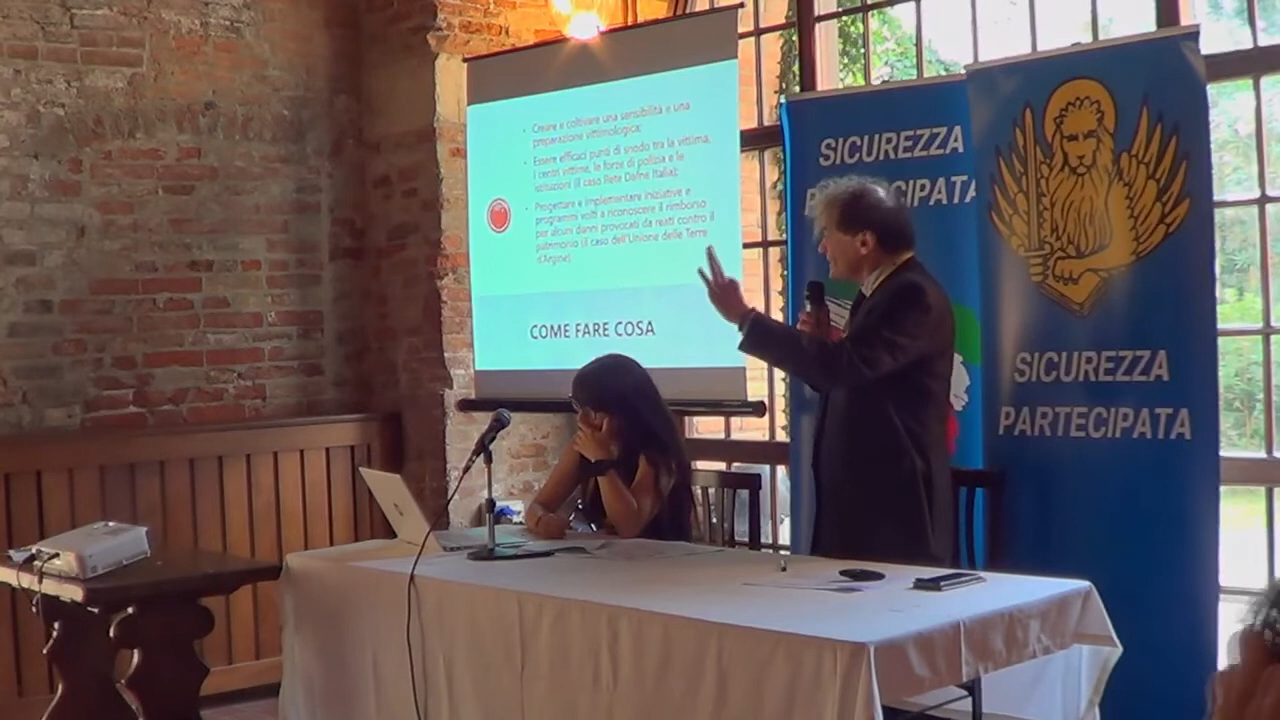 Creare e coltivare una sensibilità e una
preparazione vittimologica;
Essere efficaci punti di snodo tra la vittima,
i centri vittime, le forze di polizia e le
istituzioni (il caso Rete Dafne Italia);
Progettare e implementare iniziative e
programmi volti a riconoscere il rimborso
per alcuni danni provocati da reati contro il
patrimonio (il caso dell'Unione delle Terre
d'Argine)
COME FARE COSA
SICUREZZA
PARTECIPATA
SICUREZZA
PARTECIPATA